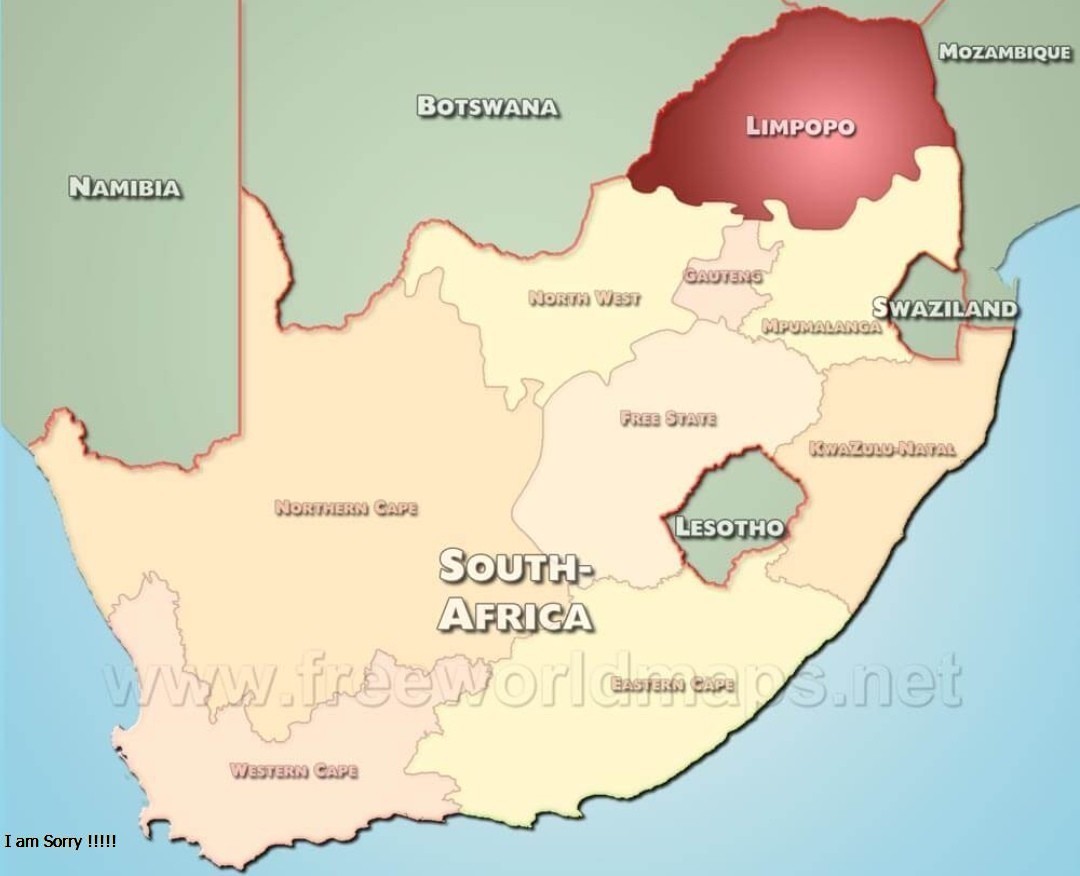 MOZAMBIQUE
BOTSWANA
LIMPOPO
NAMIBIA
GAUTENG
NORTH WEST
SWAZILAND
MPUMALANGA
FREE STATE
KWAZULU-NATAL
NORTHERN CAPE
LESOTHO
SOUTH-
AFRICA
www.freeworldmaps.net
EASTERN CAPE
WESTERN CAPE
I am Sorry !!!!!